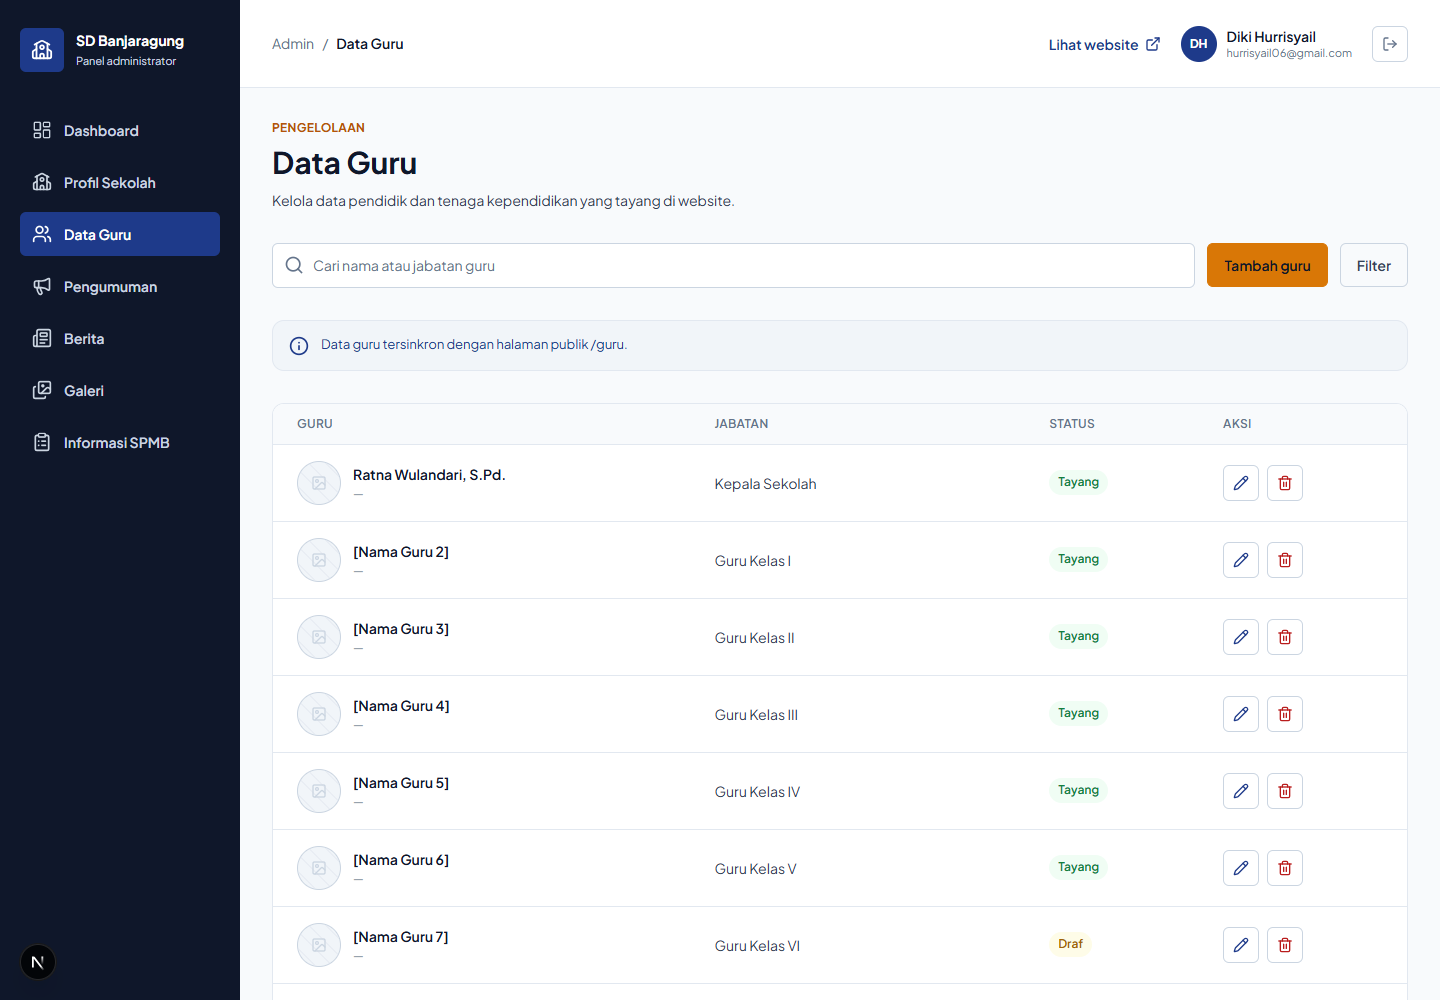 SD Banjaragung
Panel administrator
Dashboard
Profil Sekolah
Data Guru
Pengumuman
Berita
Galeri
Informasi SPMB
N
Admin / Data Guru
Lihat website
DH
Diki Hurrisyail
hurrisyail06@gmail.com
PENGELOLAAN
Data Guru
Kelola data pendidik dan tenaga kependidikan yang tayang di website.
Cari nama atau jabatan guru
Tambah guru
Filter
Data guru tersinkron dengan halaman publik /guru.
GURU JABATAN STATUS AKSI
Ratna Wulandari, S.Pd.
—
Kepala Sekolah
Tayang
[Nama Guru 2]
—
Guru Kelas I
Tayang
[Nama Guru 3]
—
Guru Kelas II
Tayang
[Nama Guru 4]
—
Guru Kelas III
Tayang
[Nama Guru 5]
—
Guru Kelas IV
Tayang
[Nama Guru 6]
—
Guru Kelas V
Tayang
[Nama Guru 7]
—
Guru Kelas VI
Draf